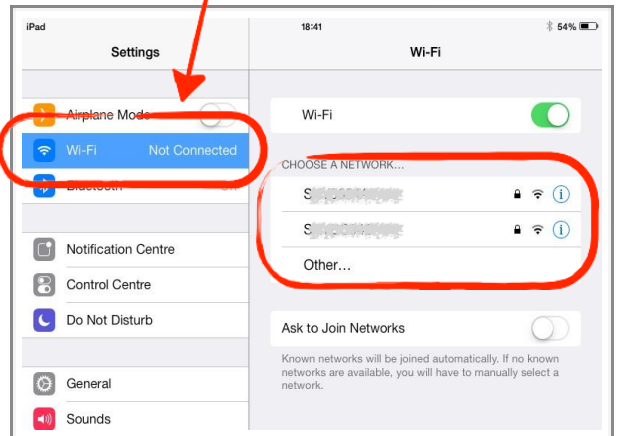 iPad 18:41 54%
Settings
Wi-Fi
Airplane Mode
Wi-Fi Not Connected
Bluetooth On
Notification Centre
Control Centre
Do Not Disturb
General
Sounds
Wi-Fi
CHOOSE A NETWORK...
Other...
Ask to Join Networks
Known networks will be joined automatically. If no known
networks are available, you will have to manually select a
network.